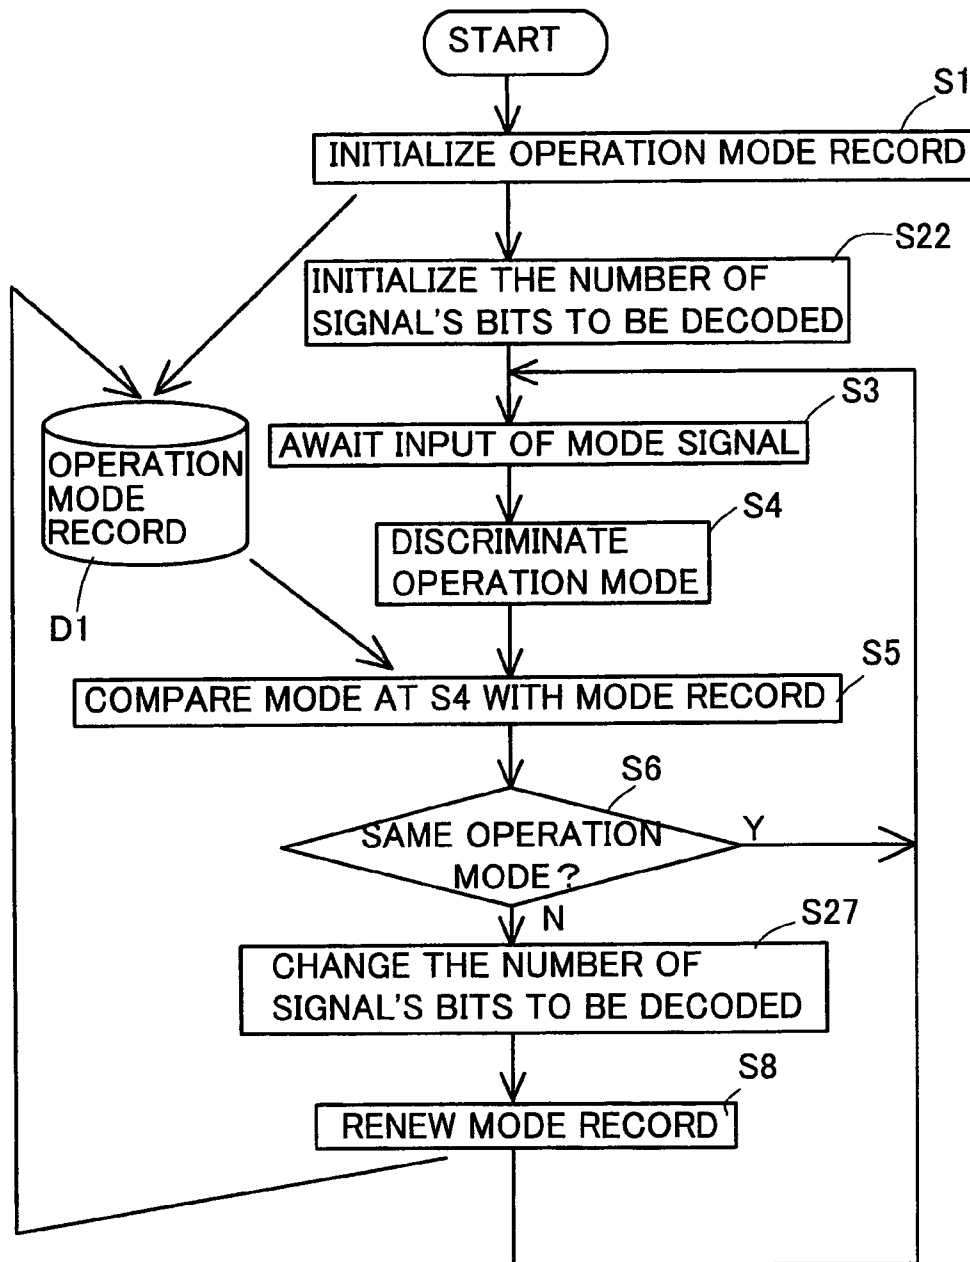 START
S1
INITIALIZE OPERATION MODE RECORD
S22
INITIALIZE THE NUMBER OF
SIGNAL'S BITS TO BE DECODED
S3
AWAIT INPUT OF MODE SIGNAL
OPERATION
MODE
RECORD
D1
S4
DISCRIMINATE
OPERATION MODE
S5
COMPARE MODE AT S4 WITH MODE RECORD
S6
SAME OPERATION
MODE?
Y
N
S27
CHANGE THE NUMBER OF
SIGNAL'S BITS TO BE DECODED
S8
RENEW MODE RECORD